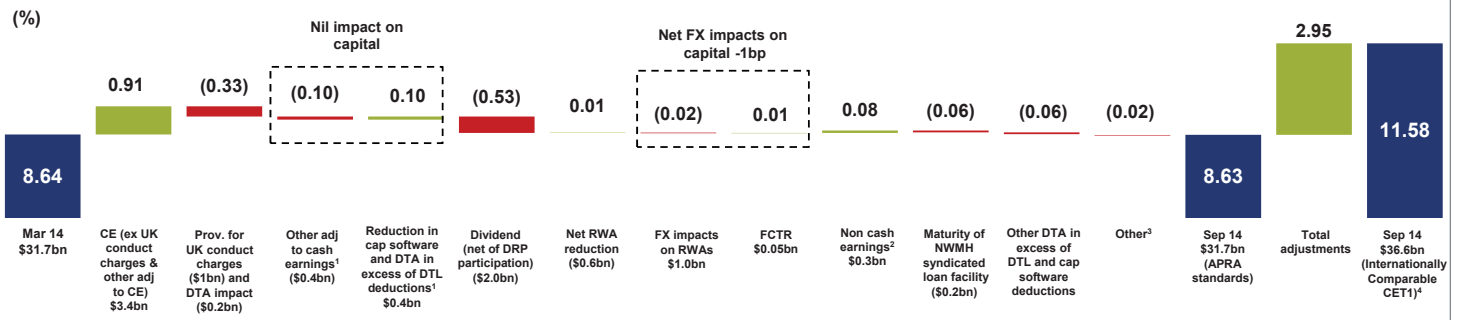 (%)
Nil impact on
capital
Net FX impacts on
capital -1bp
8.64
0.91
(0.33)
(0.10)
0.10
(0.53)
0.01
(0.02)
0.01
0.08
(0.06)
(0.06)
(0.02)
8.63
2.95
11.58
Mar 14
$31.7bn
CE (ex UK
conduct
charges &
other adj
to CE)
$3.4bn
Prov. for
UK conduct
charges
($1bn) and
DTA impact
($0.2bn)
Other adj
to cash
earnings¹
($0.4bn)
Reduction in
cap software
and DTA in
excess of DTL
deductions¹
$0.4bn
Dividend
(net of DRP
participation)
($2.0bn)
Net RWA
reduction
($0.6bn)
FX impacts
on RWAs
$1.0bn
FCTR
$0.05bn
Non cash
earnings²
$0.3bn
Maturity of
NWMH
syndicated
loan facility
($0.2bn)
Other DTA in
excess of
DTL and cap
software
deductions
Other³
Sep 14
$31.7bn
(APRA
standards)
Total
adjustments
Sep 14
$36.6bn
(Internationally
Comparable
CET1)⁴